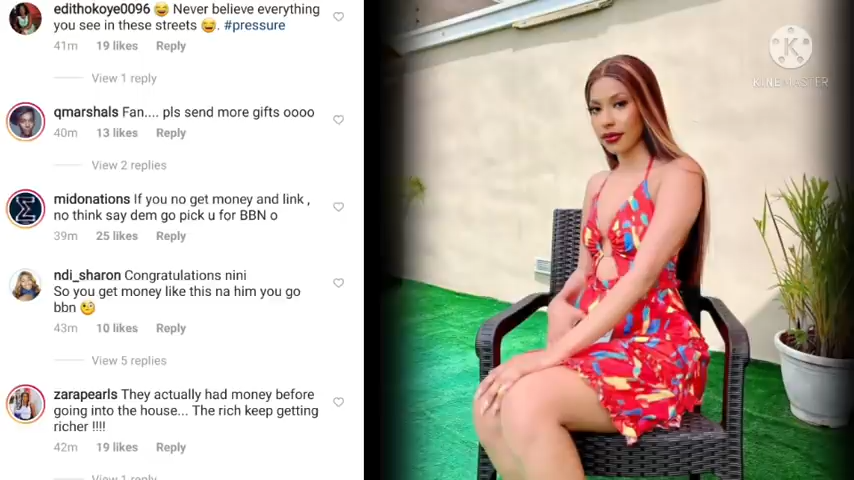 edithokoye0096 😂 Never believe everything
you see in these streets 😂. #pressure
41m 19 likes Reply
View 1 reply
qmarshals Fan.... pls send more gifts oooo
40m 13 likes Reply
View 2 replies
midonations If you no get money and link ,
no think say dem go pick u for BBN o
39m 25 likes Reply
ndi_sharon Congratulations nini
So you get money like this na him you go
bbn 🧐
43m 10 likes Reply
View 5 replies
zarapearls They actually had money before
going into the house... The rich keep getting
richer !!!!
42m 19 likes Reply
View 1 reply
K
KINEMASTER